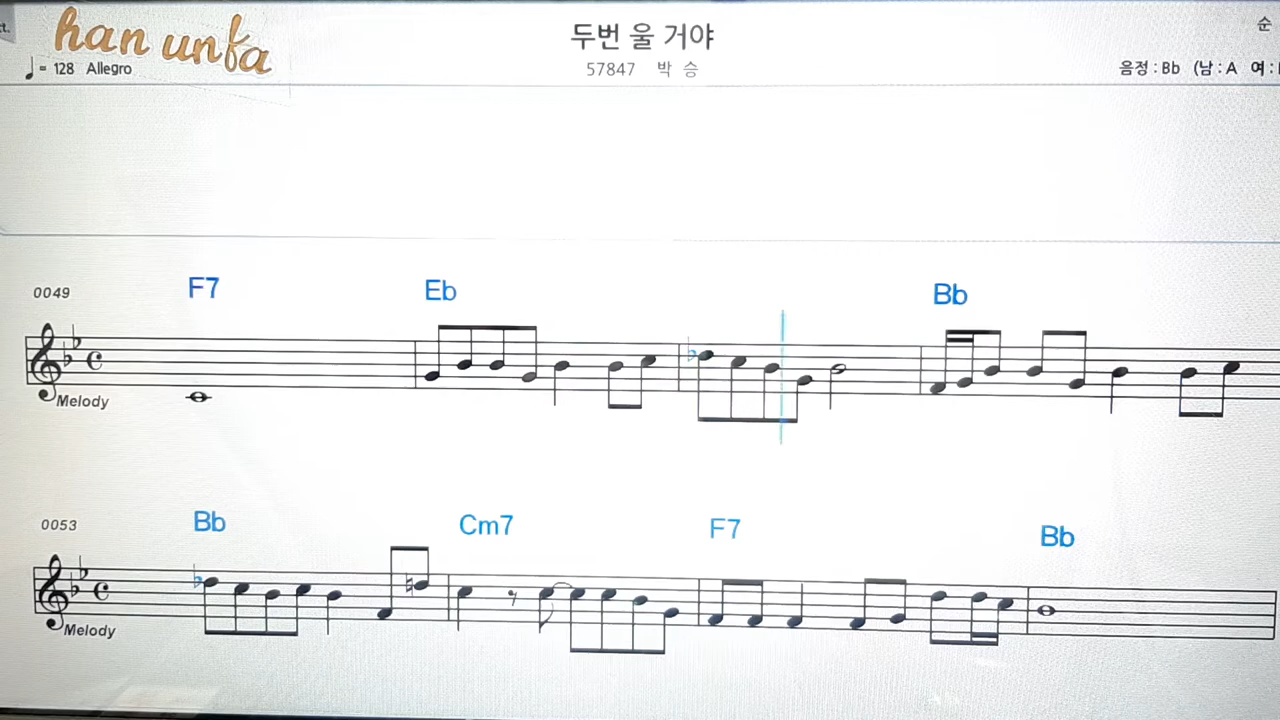 han unfa
두번 울 거야
순
♩= 128 Allegro
57847 박 승
음정 : Bb (남 : A 여 :
0049
F7 Eb Bb
Melody
0053
Bb Cm7 F7 Bb
Melody